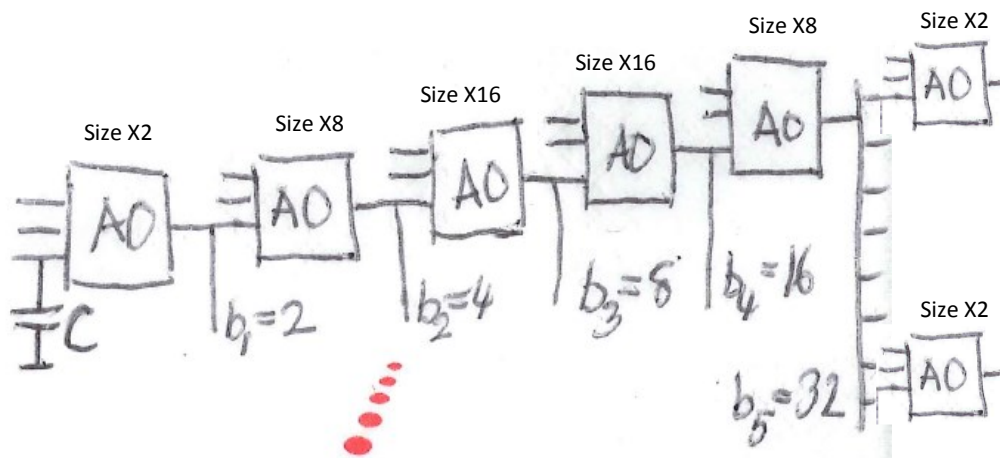 Size X2
Size X8
Size X16
Size X16
Size X8
Size X2
AO
AO
AO
AO
AO
AO
C
b₁=2
b₂=4
b₃=8
b₄=16
Size X2
AO
b₅=32